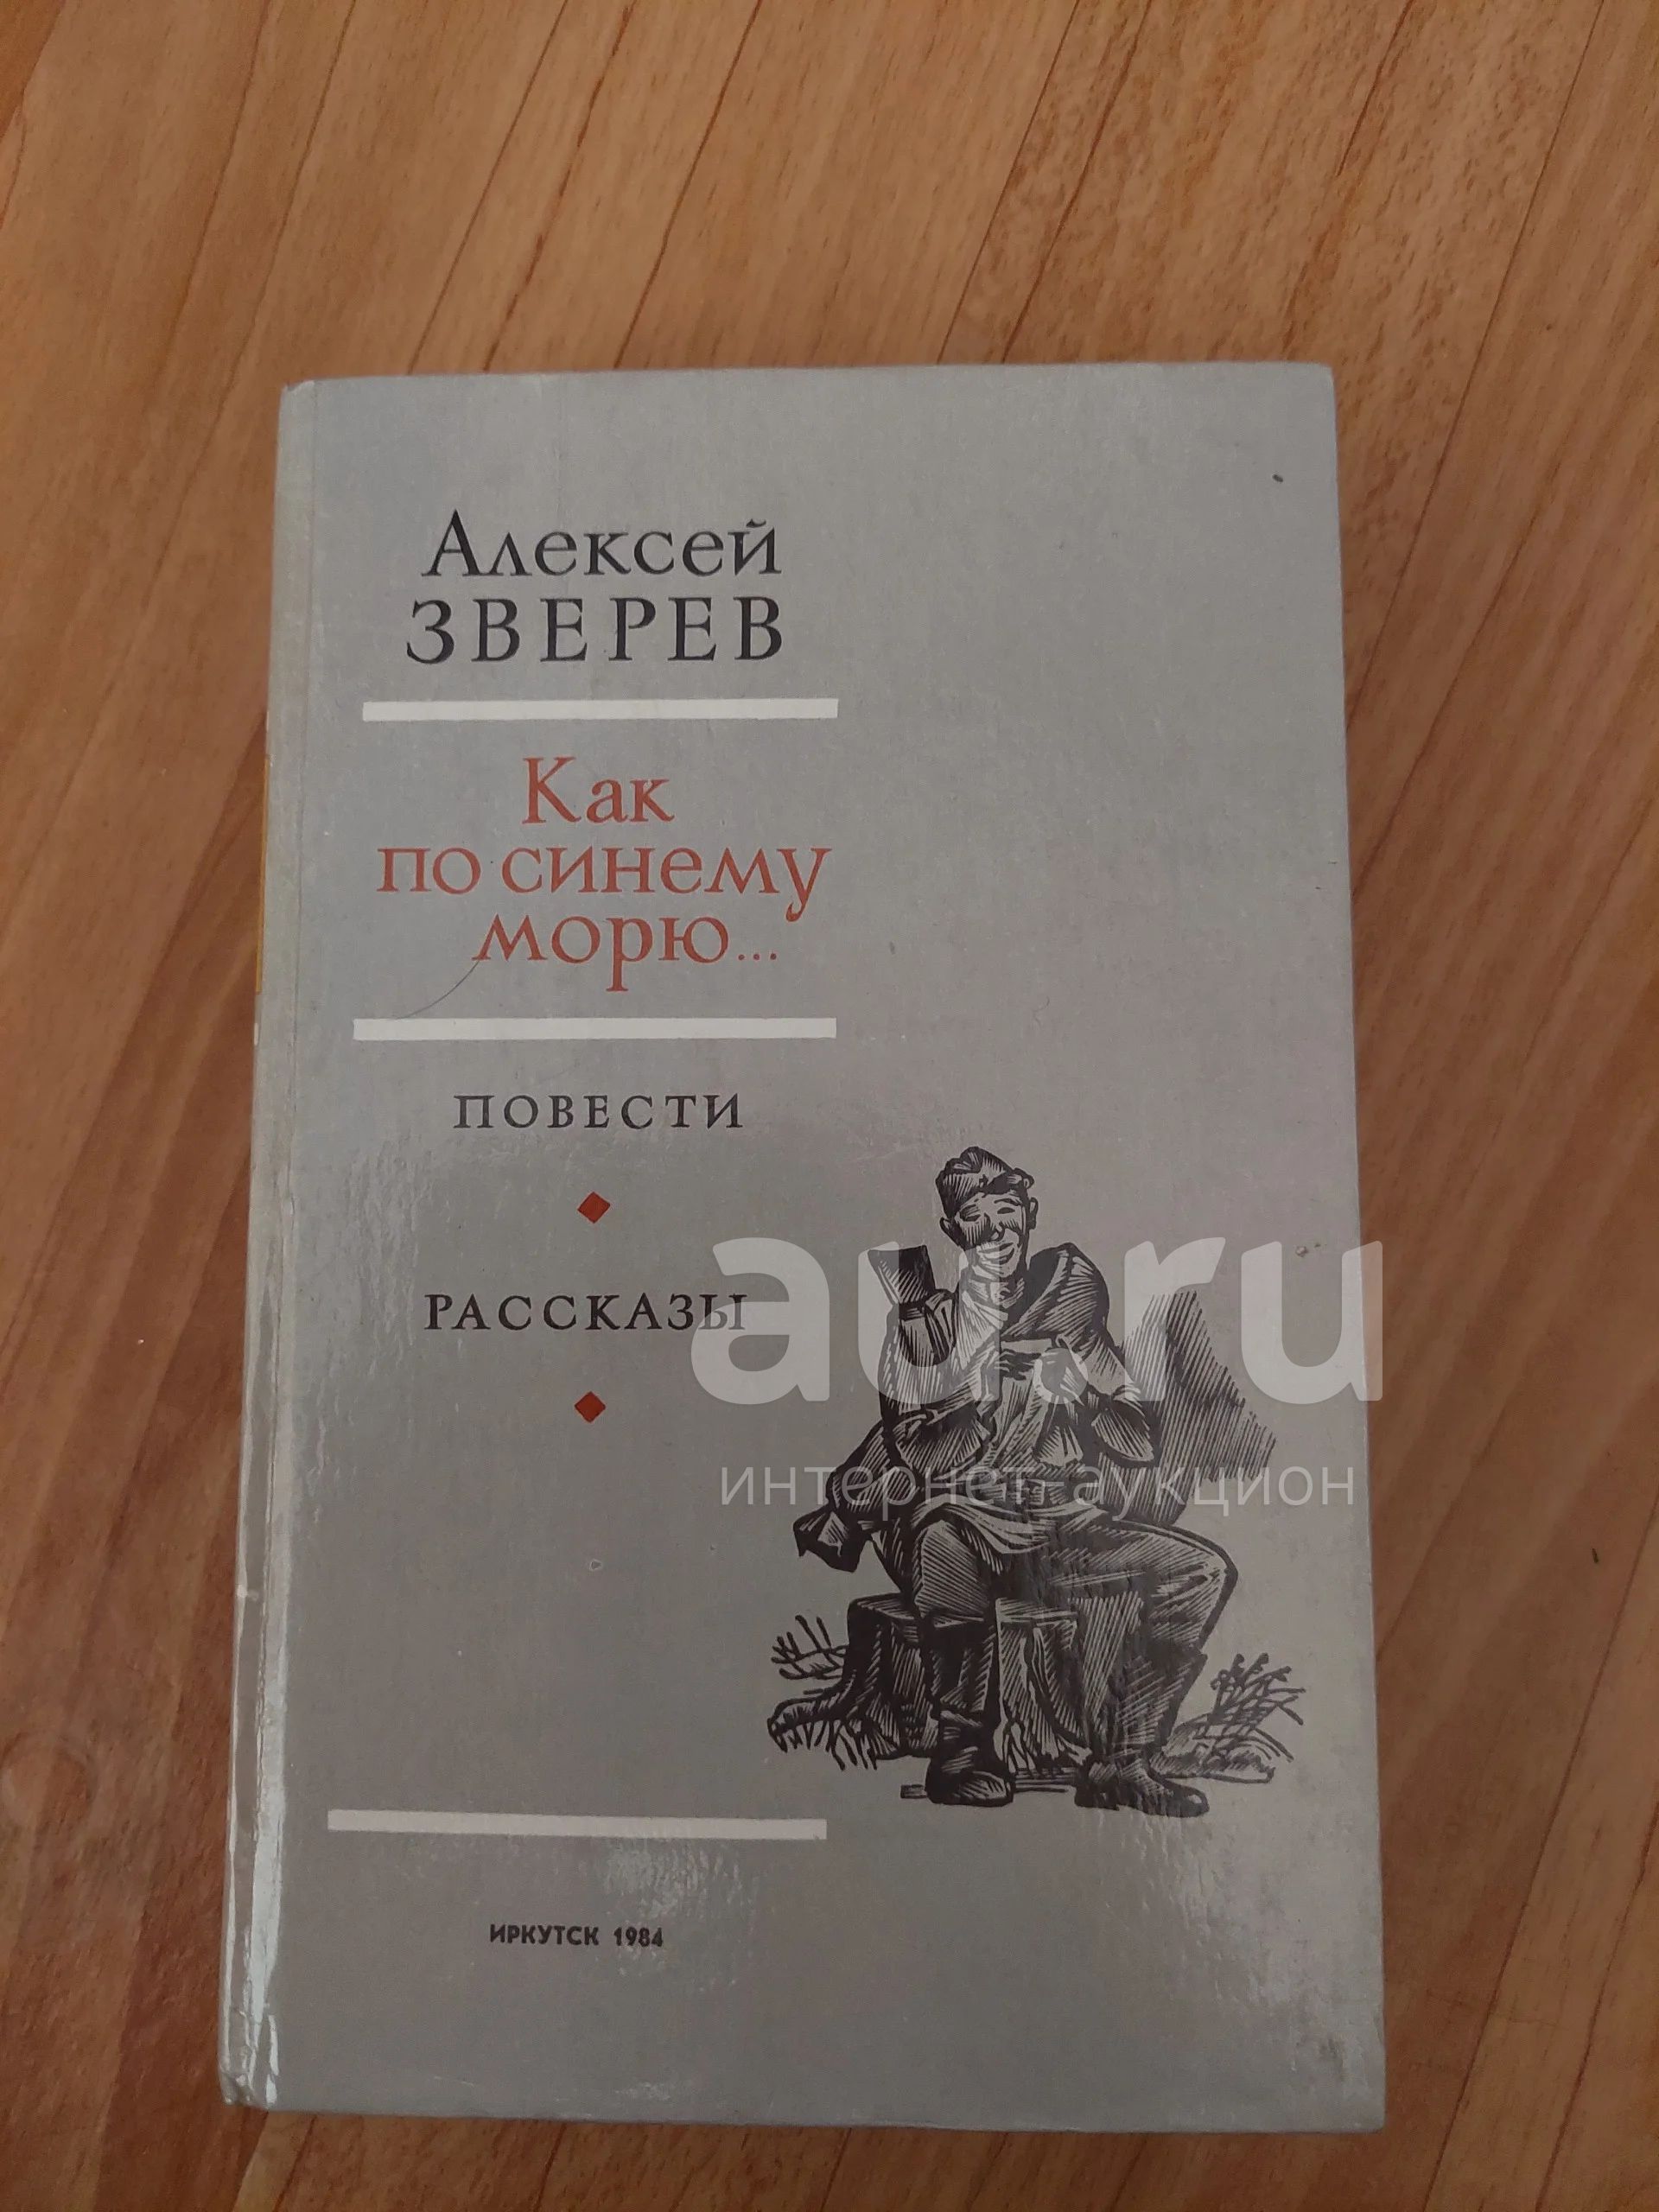 Алексей
ЗВЕРЕВ
Как
по синему
морю...
ПОВЕСТИ
РАССКАЗЫ
au.ru
интернет-аукцион
ИРКУТСК 1984